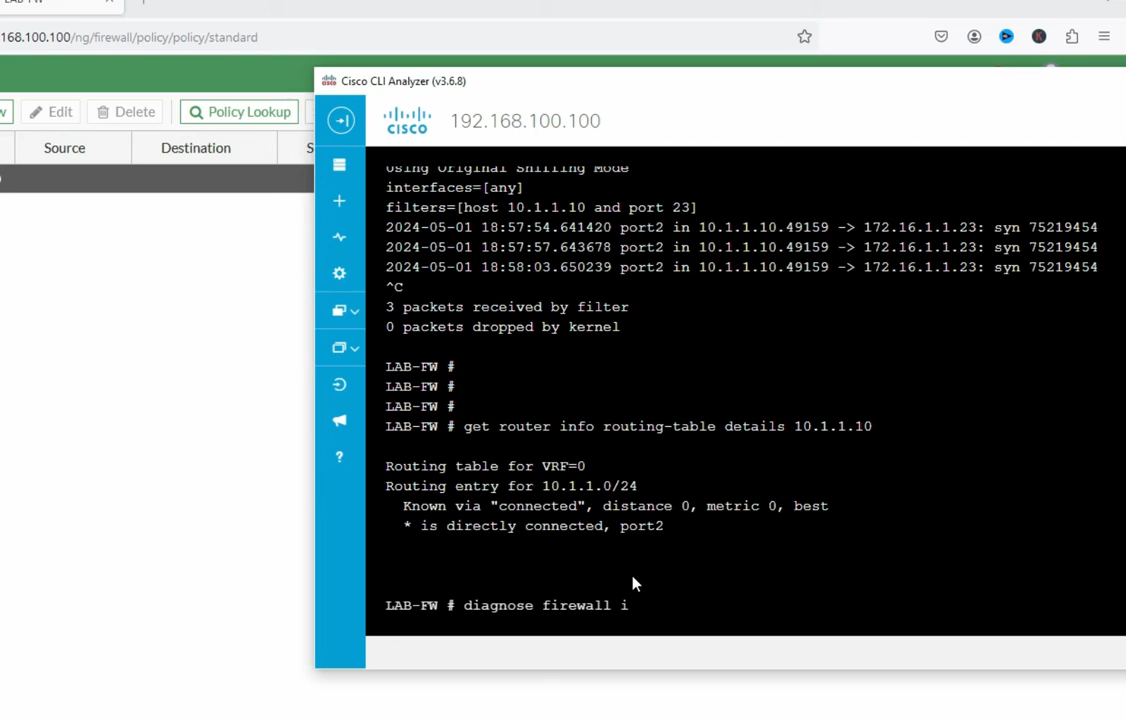 LAB-FW
168.100.100/ng/firewall/policy/policy/standard
Cisco CLI Analyzer (v3.6.8)
Edit Delete Policy Lookup
cisco 192.168.100.100
Source Destination S
Using Original Sniffing Mode
interfaces=[any]
filters=[host 10.1.1.10 and port 23]
2024-05-01 18:57:54.641420 port2 in 10.1.1.10.49159 -> 172.16.1.1.23: syn 75219454
2024-05-01 18:57:57.643678 port2 in 10.1.1.10.49159 -> 172.16.1.1.23: syn 75219454
2024-05-01 18:58:03.650239 port2 in 10.1.1.10.49159 -> 172.16.1.1.23: syn 75219454
^C
3 packets received by filter
0 packets dropped by kernel
LAB-FW #
LAB-FW #
LAB-FW #
LAB-FW # get router info routing-table details 10.1.1.10
Routing table for VRF=0
Routing entry for 10.1.1.0/24
Known via "connected", distance 0, metric 0, best
* is directly connected, port2
LAB-FW # diagnose firewall i